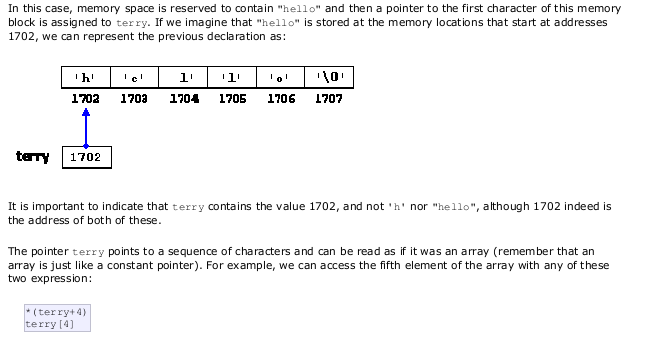 In this case, memory space is reserved to contain "hello" and then a pointer to the first character of this memory
block is assigned to terry. If we imagine that "hello" is stored at the memory locations that start at addresses
1702, we can represent the previous declaration as:
'h' 'e' 'l' 'l' 'o' '\0'
1702 1703 1704 1705 1706 1707
terry 1702
It is important to indicate that terry contains the value 1702, and not 'h' nor "hello", although 1702 indeed is
the address of both of these.
The pointer terry points to a sequence of characters and can be read as if it was an array (remember that an
array is just like a constant pointer). For example, we can access the fifth element of the array with any of these
two expression:
*(terry+4)
terry[4]